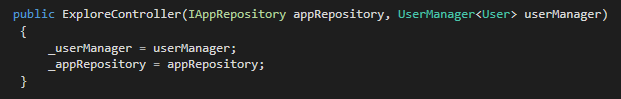 public ExploreController(IAppRepository appRepository, UserManager<User> userManager)
{
_userManager = userManager;
_appRepository = appRepository;
}